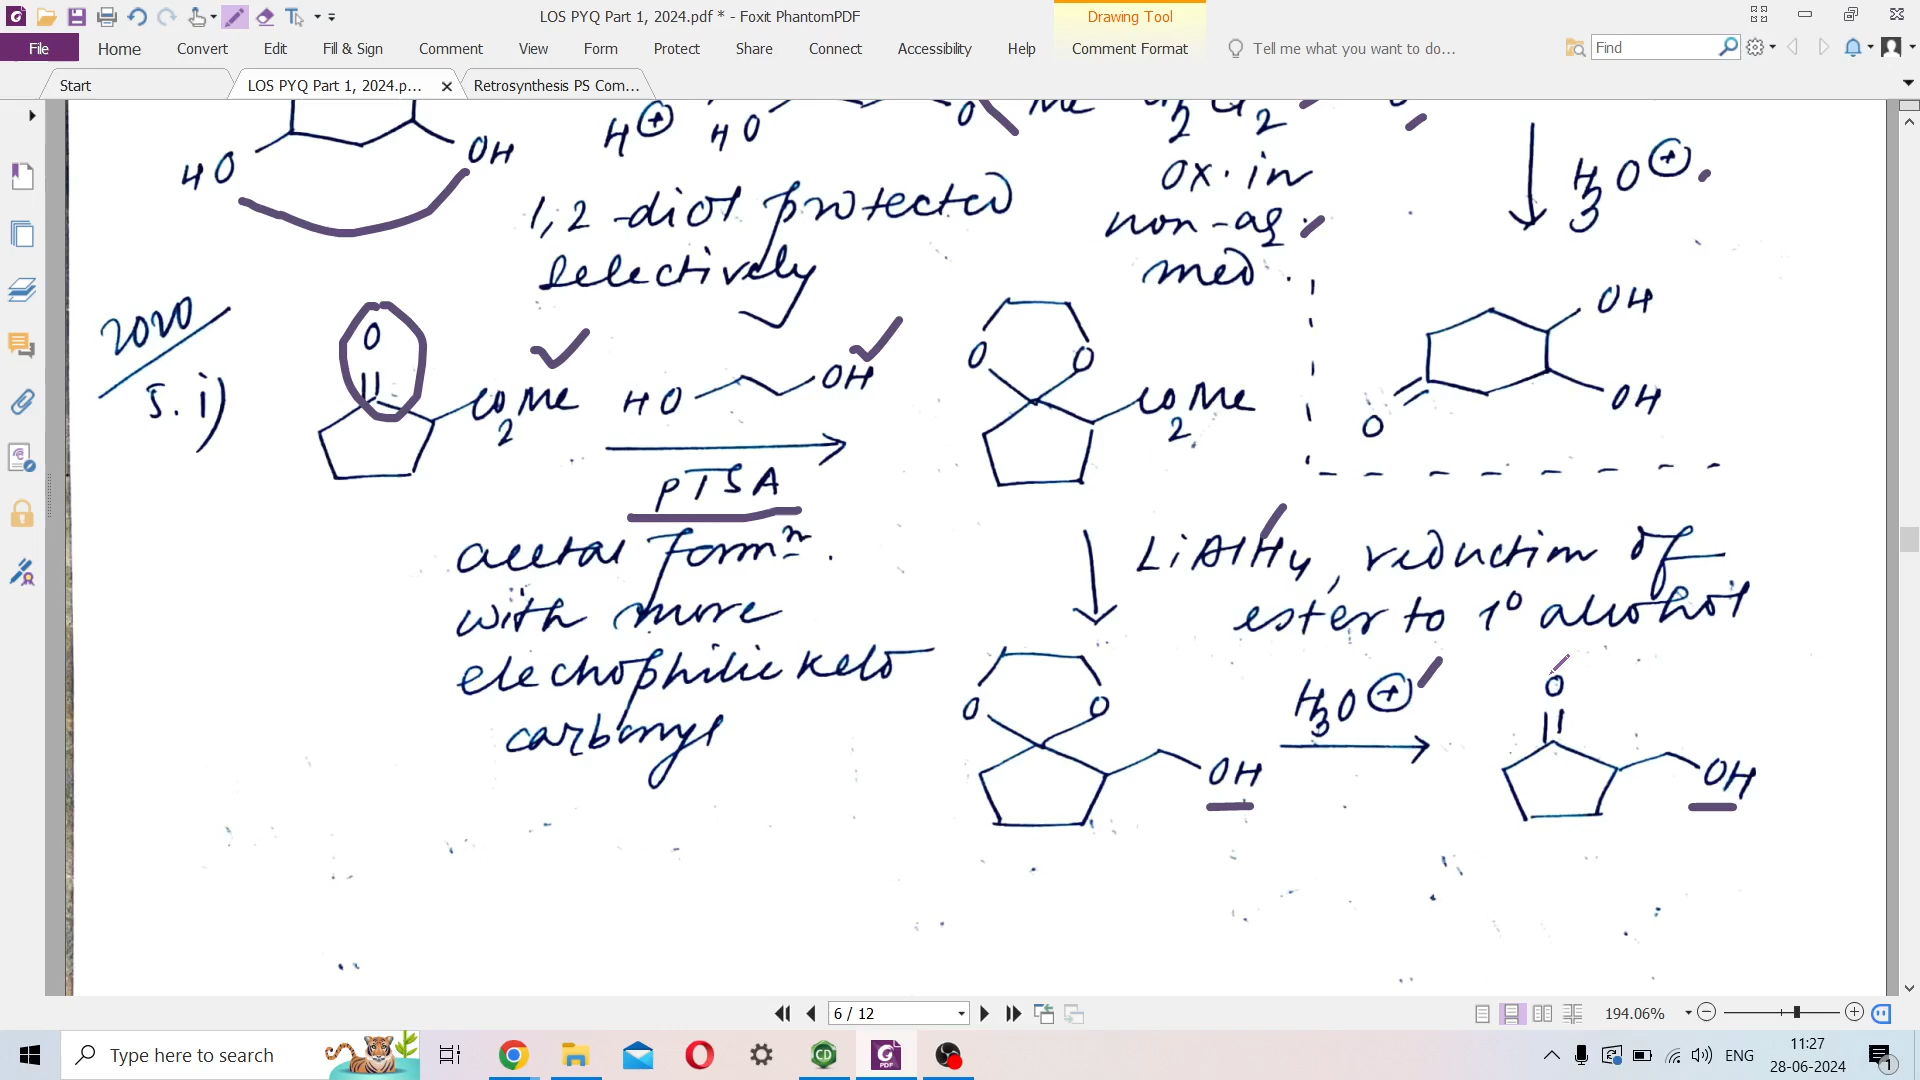 LOS PYQ Part 1, 2024.pdf * - Foxit PhantomPDF
Drawing Tool
File Home Convert Edit Fill & Sign Comment View Form Protect Share Connect Accessibility Help Comment Format Tell me what you want to do... Find
Start LOS PYQ Part 1, 2024.p... Retrosynthesis PS Com...
HO OH H⊕ HO O Me CH2Cl2
1,2-diol protected
selectively
ox. in
non-aq.
med.
H3O⊕
OH
OH
O
2020
5. i)
O
CO2Me
HO OH
PTSA
O O
CO2Me
acetal formn.
with more
electrophilic keto
carbonyl
LiAlH4, reduction of
ester to 1° alcohol
O O
OH
H3O⊕
O
OH
6 / 12
194.06%
Type here to search
ENG
11:27
28-06-2024
1